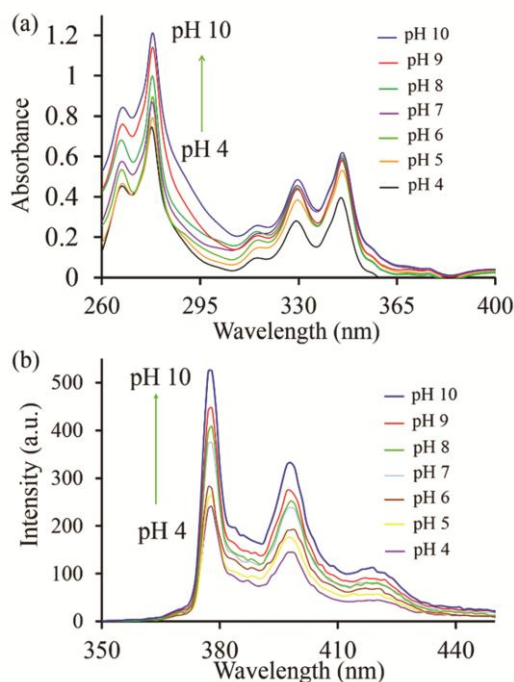 (a)
1.2
1
0.8
0.6
0.4
0.2
0
Absorbance
pH 10
pH 4
pH 10
pH 9
pH 8
pH 7
pH 6
pH 5
pH 4
260 295 330 365 400
Wavelength (nm)
(b)
500
400
300
200
100
0
Intensity (a.u.)
pH 10
pH 4
pH 10
pH 9
pH 8
pH 7
pH 6
pH 5
pH 4
350 380 410 440
Wavelength (nm)